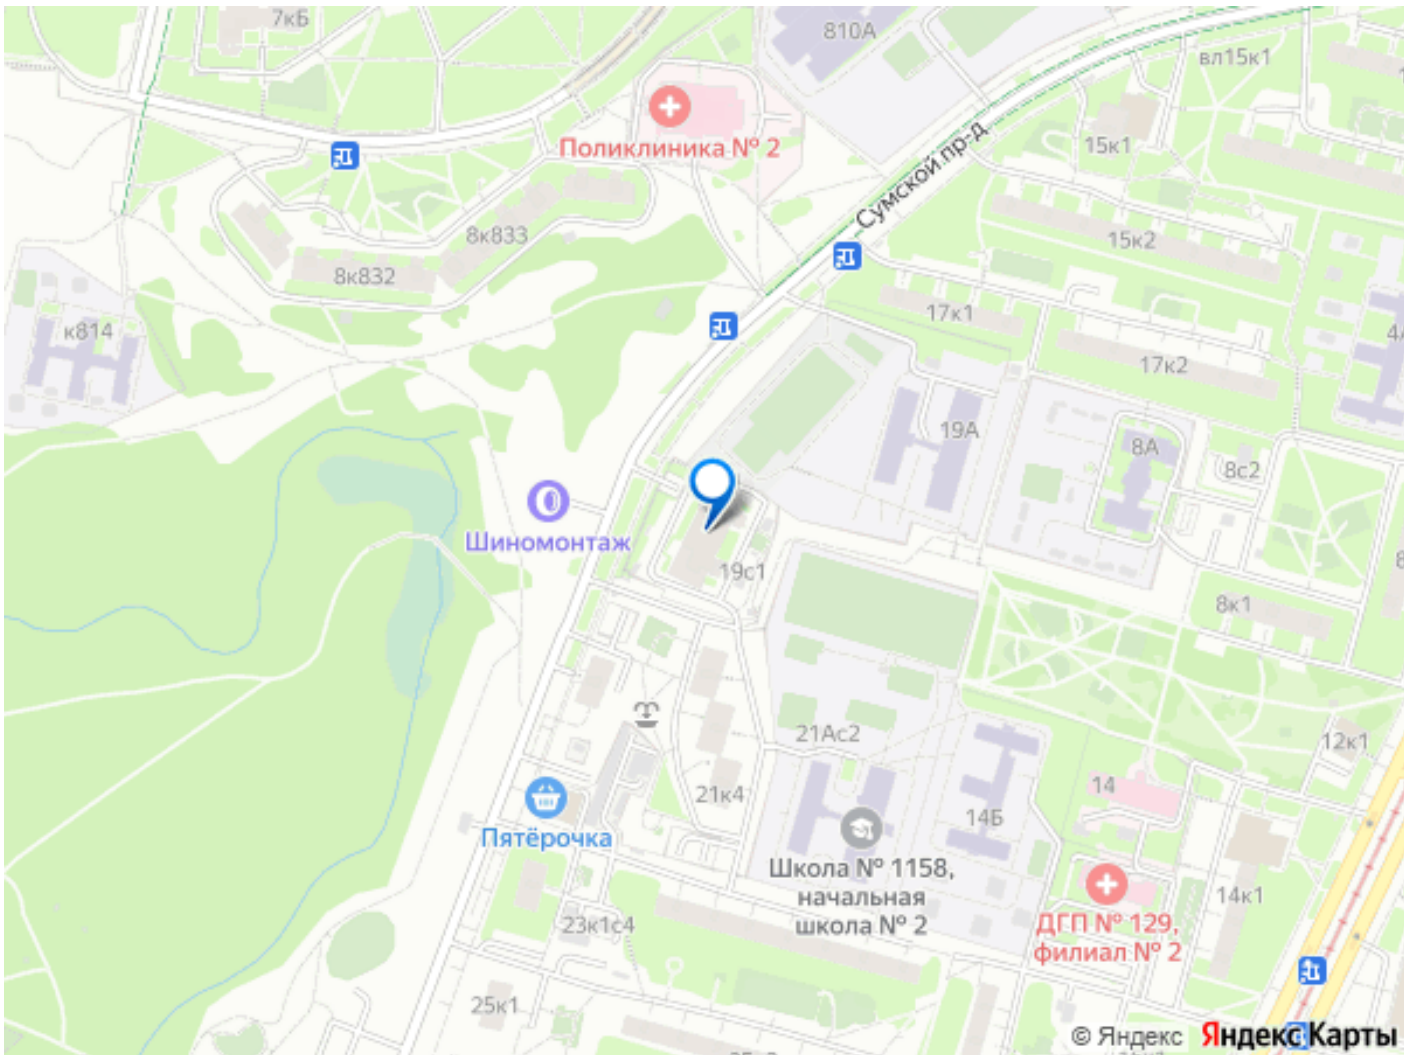 7кБ
810А
вл15к1
Поликлиника № 2
Сумской пр-д
15к1
8к833
15к2
8к832
17к1
к814
17к2
19А
8А
8с2
Шиномонтаж
19с1
8к1
21Ас2
12к1
21к4
14
14Б
Пятёрочка
Школа № 1158,
начальная
школа № 2
14к1
23к1с4
ДГП № 129,
филиал № 2
25к1
© Яндекс Яндекс Карты